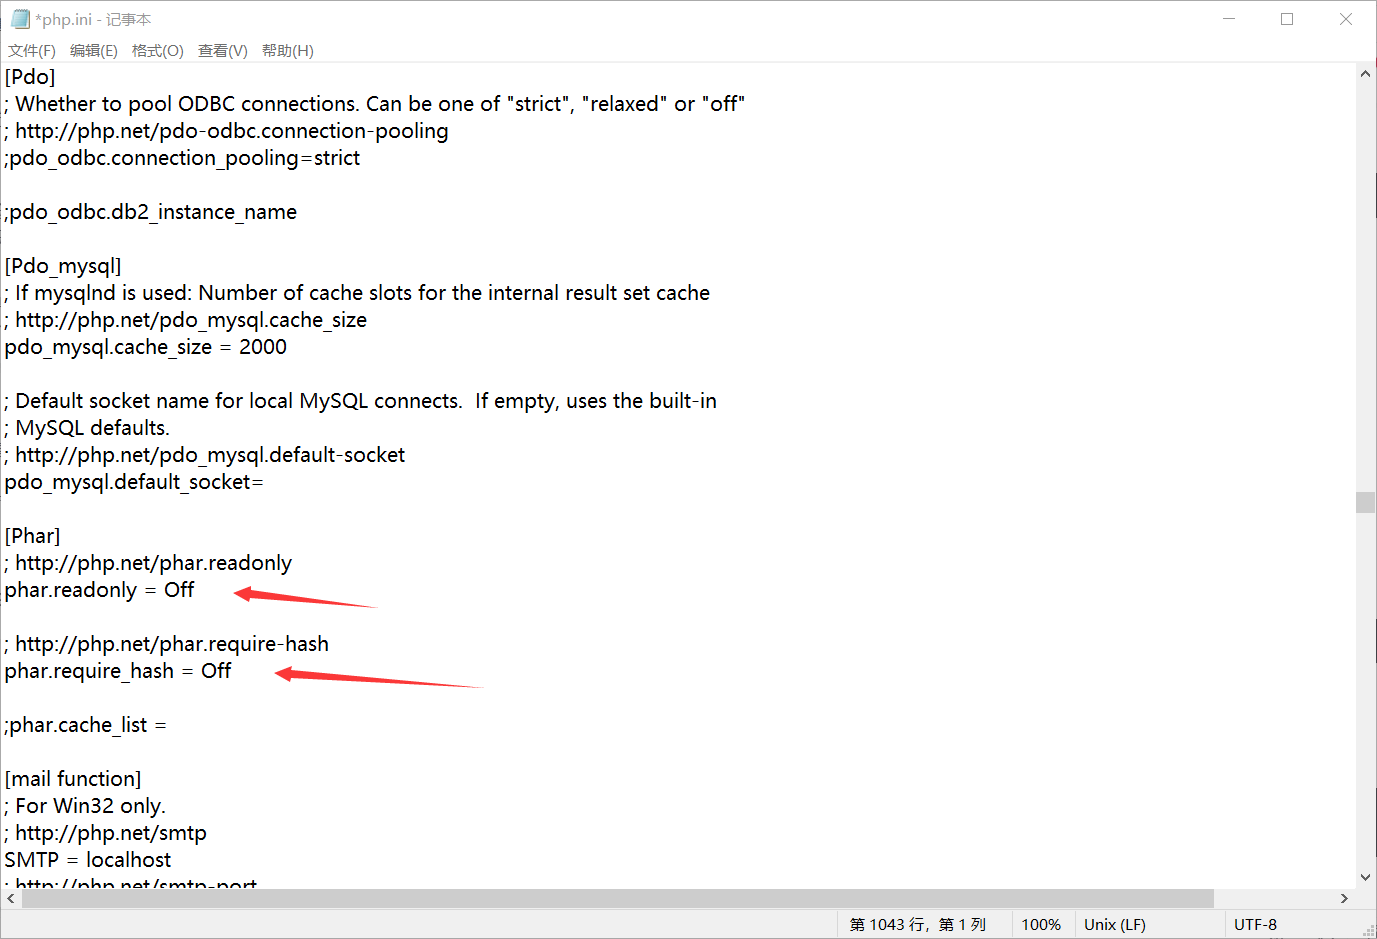 *php.ini - 记事本
文件(F) 编辑(E) 格式(O) 查看(V) 帮助(H)
[Pdo]
; Whether to pool ODBC connections. Can be one of "strict", "relaxed" or "off"
; http://php.net/pdo-odbc.connection-pooling
;pdo_odbc.connection_pooling=strict
;pdo_odbc.db2_instance_name
[Pdo_mysql]
; If mysqlnd is used: Number of cache slots for the internal result set cache
; http://php.net/pdo_mysql.cache_size
pdo_mysql.cache_size = 2000
; Default socket name for local MySQL connects.  If empty, uses the built-in
; MySQL defaults.
; http://php.net/pdo_mysql.default-socket
pdo_mysql.default_socket=
[Phar]
; http://php.net/phar.readonly
phar.readonly = Off
; http://php.net/phar.require-hash
phar.require_hash = Off
;phar.cache_list =
[mail function]
; For Win32 only.
; http://php.net/smtp
SMTP = localhost
; http://php.net/smtp-port
第 1043 行，第 1 列 100% Unix (LF) UTF-8